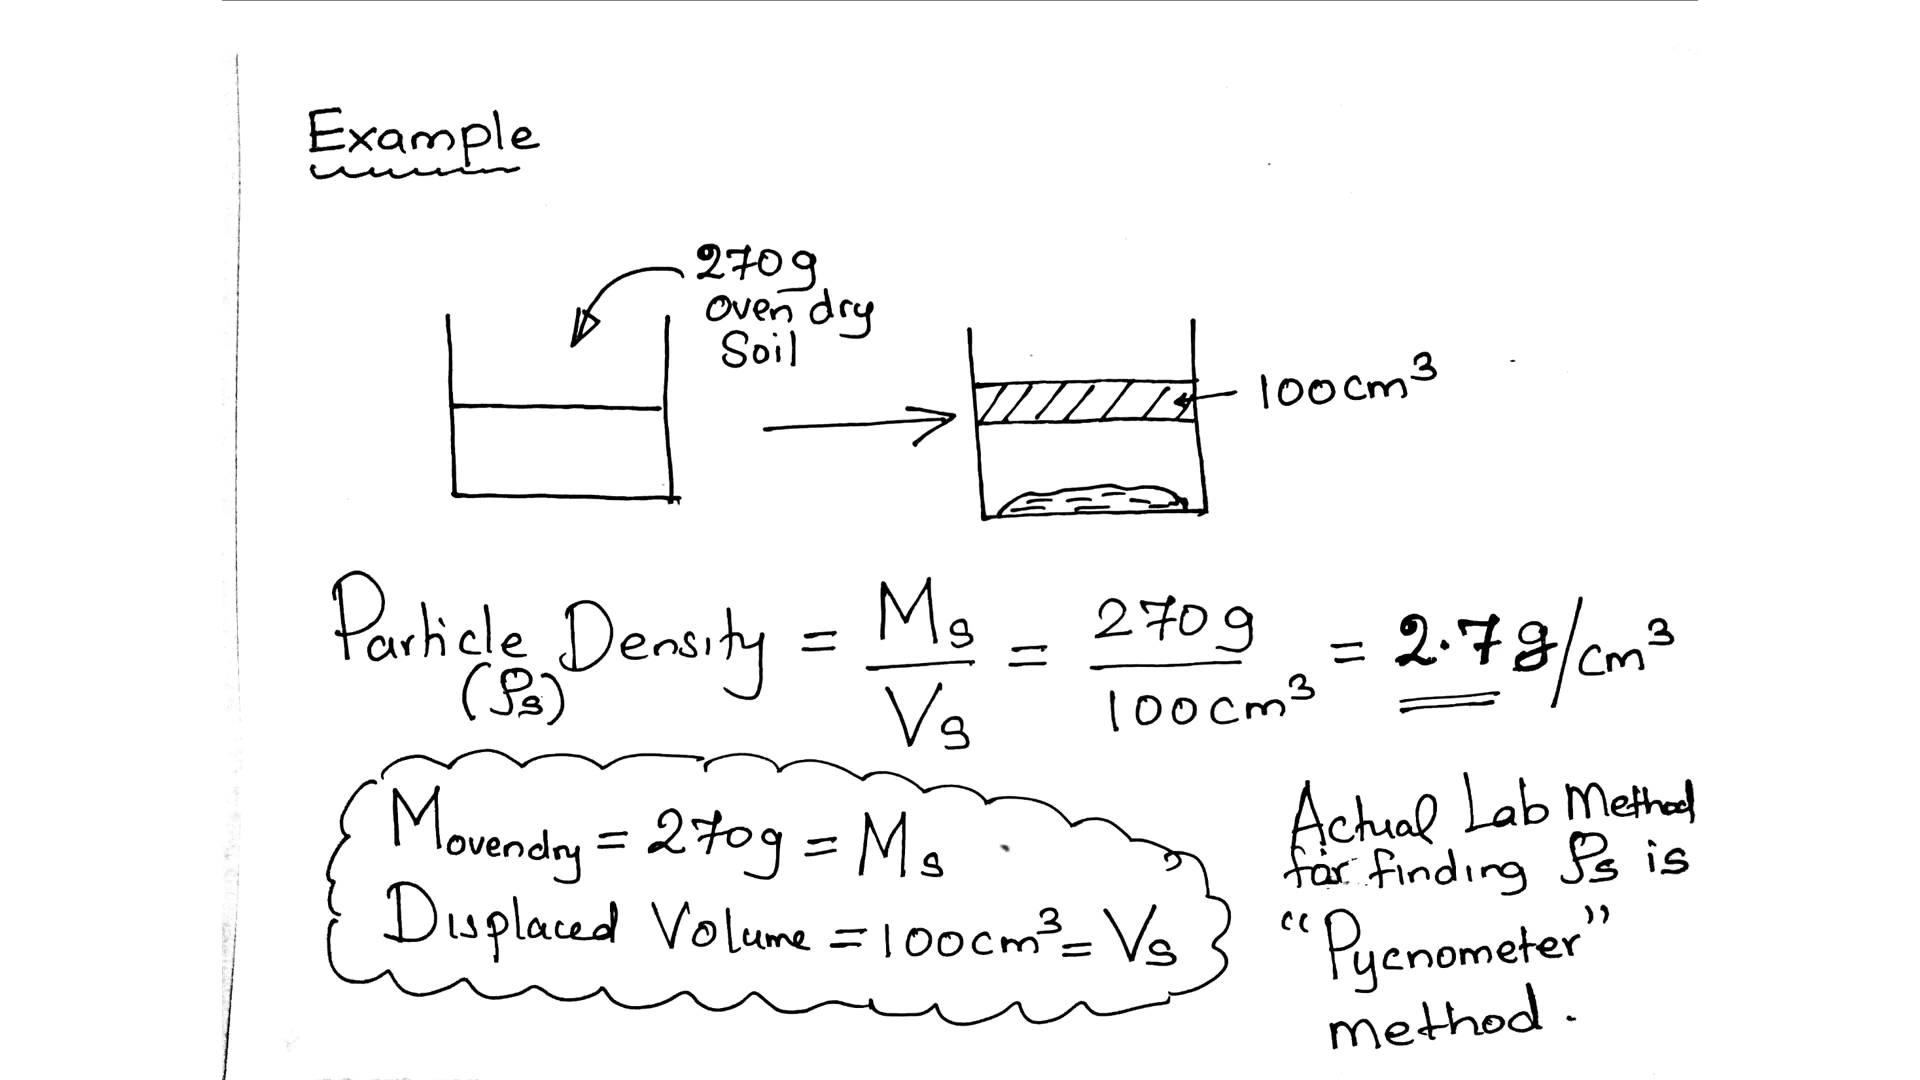 Example
270g
oven dry
Soil
100cm³
Particle Density = Ms/Vs = 270g/100cm³ = 2.7g/cm³
(ρs)
Movendry = 270g = Ms
Displaced Volume = 100cm³ = Vs
Actual Lab Method
for finding ρs is
"Pycnometer"
method.